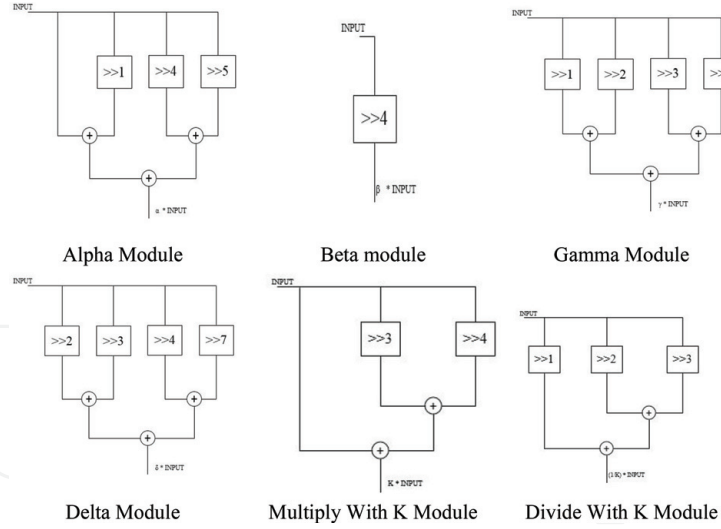 INPUT
>>1 >>4 >>5
+ +
+
α * INPUT
Alpha Module
INPUT
>>4
β * INPUT
Beta module
INPUT
>>1 >>2 >>3 >>
+ +
+
γ * INPUT
Gamma Module
INPUT
>>2 >>3 >>4 >>7
+ +
+
δ * INPUT
Delta Module
INPUT
>>3 >>4
+
+
K * INPUT
Multiply With K Module
INPUT
>>1 >>2 >>3
+
+
(1/K) * INPUT
Divide With K Module